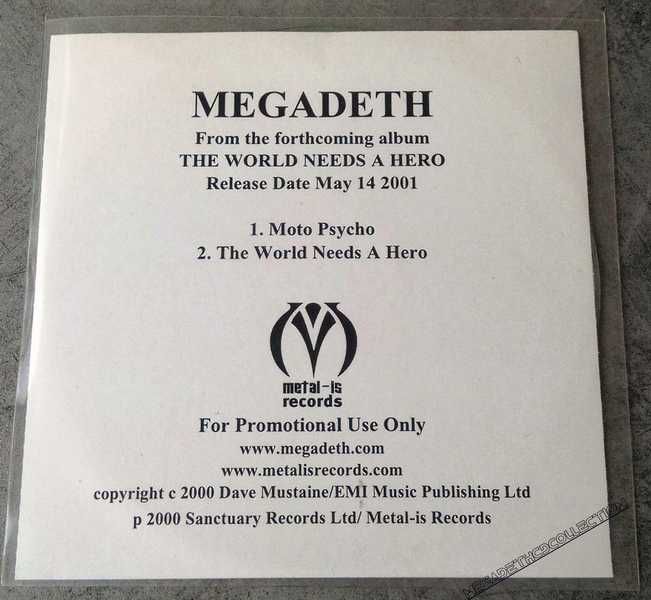 MEGADETH
From the forthcoming album
THE WORLD NEEDS A HERO
Release Date May 14 2001
1. Moto Psycho
2. The World Needs A Hero
metal-is
records
For Promotional Use Only
www.megadeth.com
www.metalisrecords.com
copyright c 2000 Dave Mustaine/EMI Music Publishing Ltd
p 2000 Sanctuary Records Ltd/ Metal-is Records
MEGADETHCDCOLLECTION